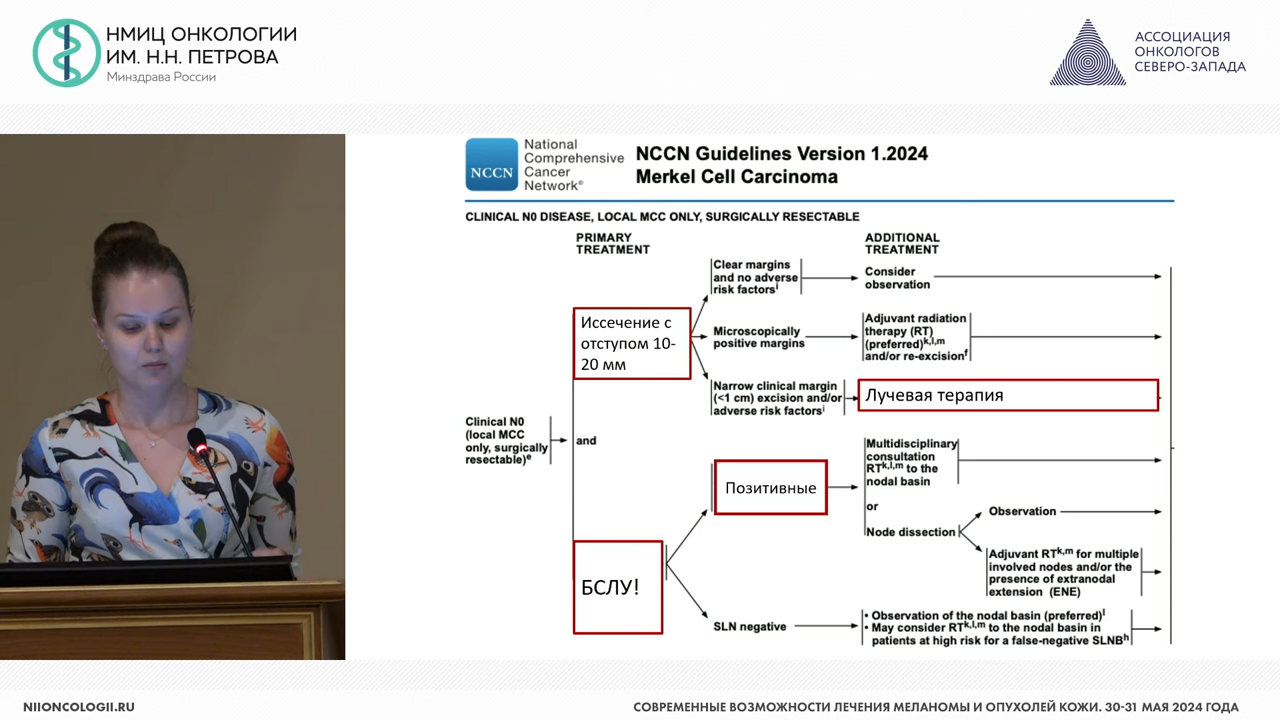 НМИЦ ОНКОЛОГИИ
ИМ. Н.Н. ПЕТРОВА
Минздрава России
АССОЦИАЦИЯ
ОНКОЛОГОВ
СЕВЕРО-ЗАПАДА
NCCN
National
Comprehensive
Cancer
Network®
NCCN Guidelines Version 1.2024
Merkel Cell Carcinoma
CLINICAL N0 DISEASE, LOCAL MCC ONLY, SURGICALLY RESECTABLE
PRIMARY
TREATMENT
ADDITIONAL
TREATMENT
Clinical N0
(local MCC
only, surgically
resectable)e
Иссечение с
отступом 10-
20 мм
and
БСЛУ!
Clear margins
and no adverse
risk factorsi
Consider
observation
Microscopically
positive margins
Adjuvant radiation
therapy (RT)
(preferred)k,l,m
and/or re-excisionf
Narrow clinical margin
(<1 cm) excision and/or
adverse risk factorsi
Лучевая терапия
Позитивные
Multidisciplinary
consultation
RTk,l,m to the
nodal basin
or
Node dissection
Observation
Adjuvant RTk,m for multiple
involved nodes and/or the
presence of extranodal
extension (ENE)
SLN negative
• Observation of the nodal basin (preferred)l
• May consider RTk,l,m to the nodal basin in
patients at high risk for a false-negative SLNBh
NIIONCOLOGII.RU
СОВРЕМЕННЫЕ ВОЗМОЖНОСТИ ЛЕЧЕНИЯ МЕЛАНОМЫ И ОПУХОЛЕЙ КОЖИ. 30-31 МАЯ 2024 ГОДА